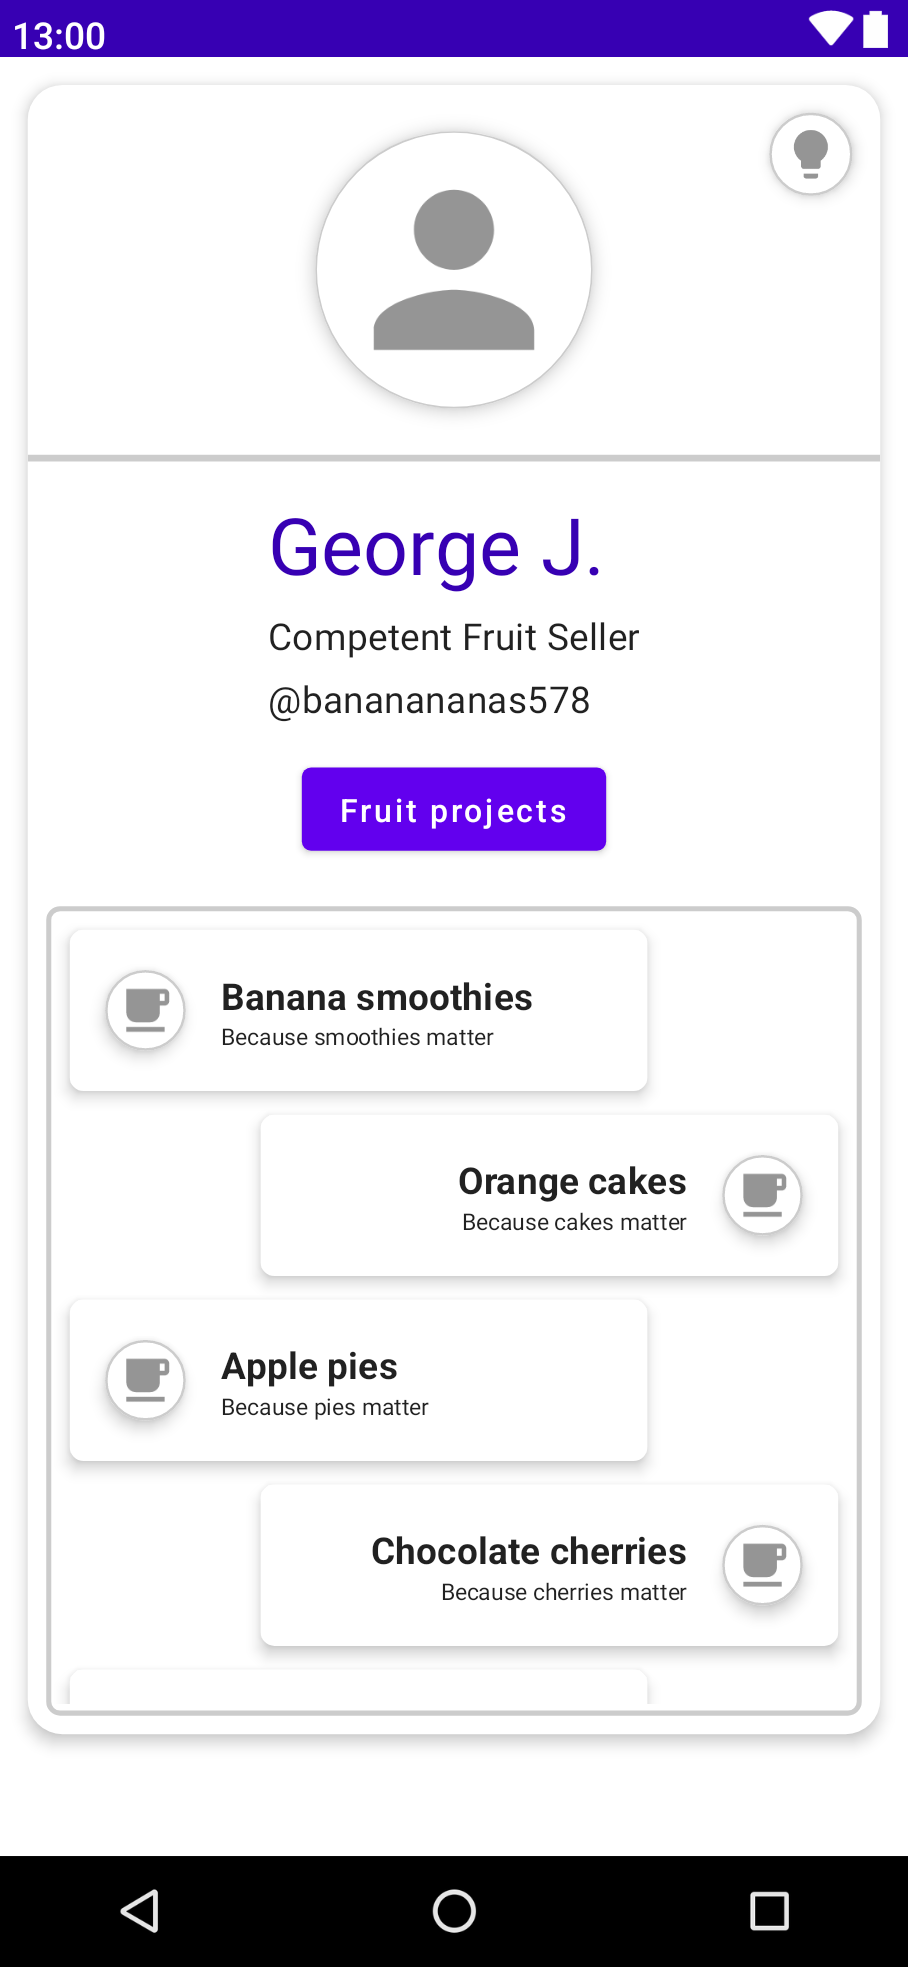 13:00
George J.
Competent Fruit Seller
@banananananas578
Fruit projects
Banana smoothies
Because smoothies matter
Orange cakes
Because cakes matter
Apple pies
Because pies matter
Chocolate cherries
Because cherries matter